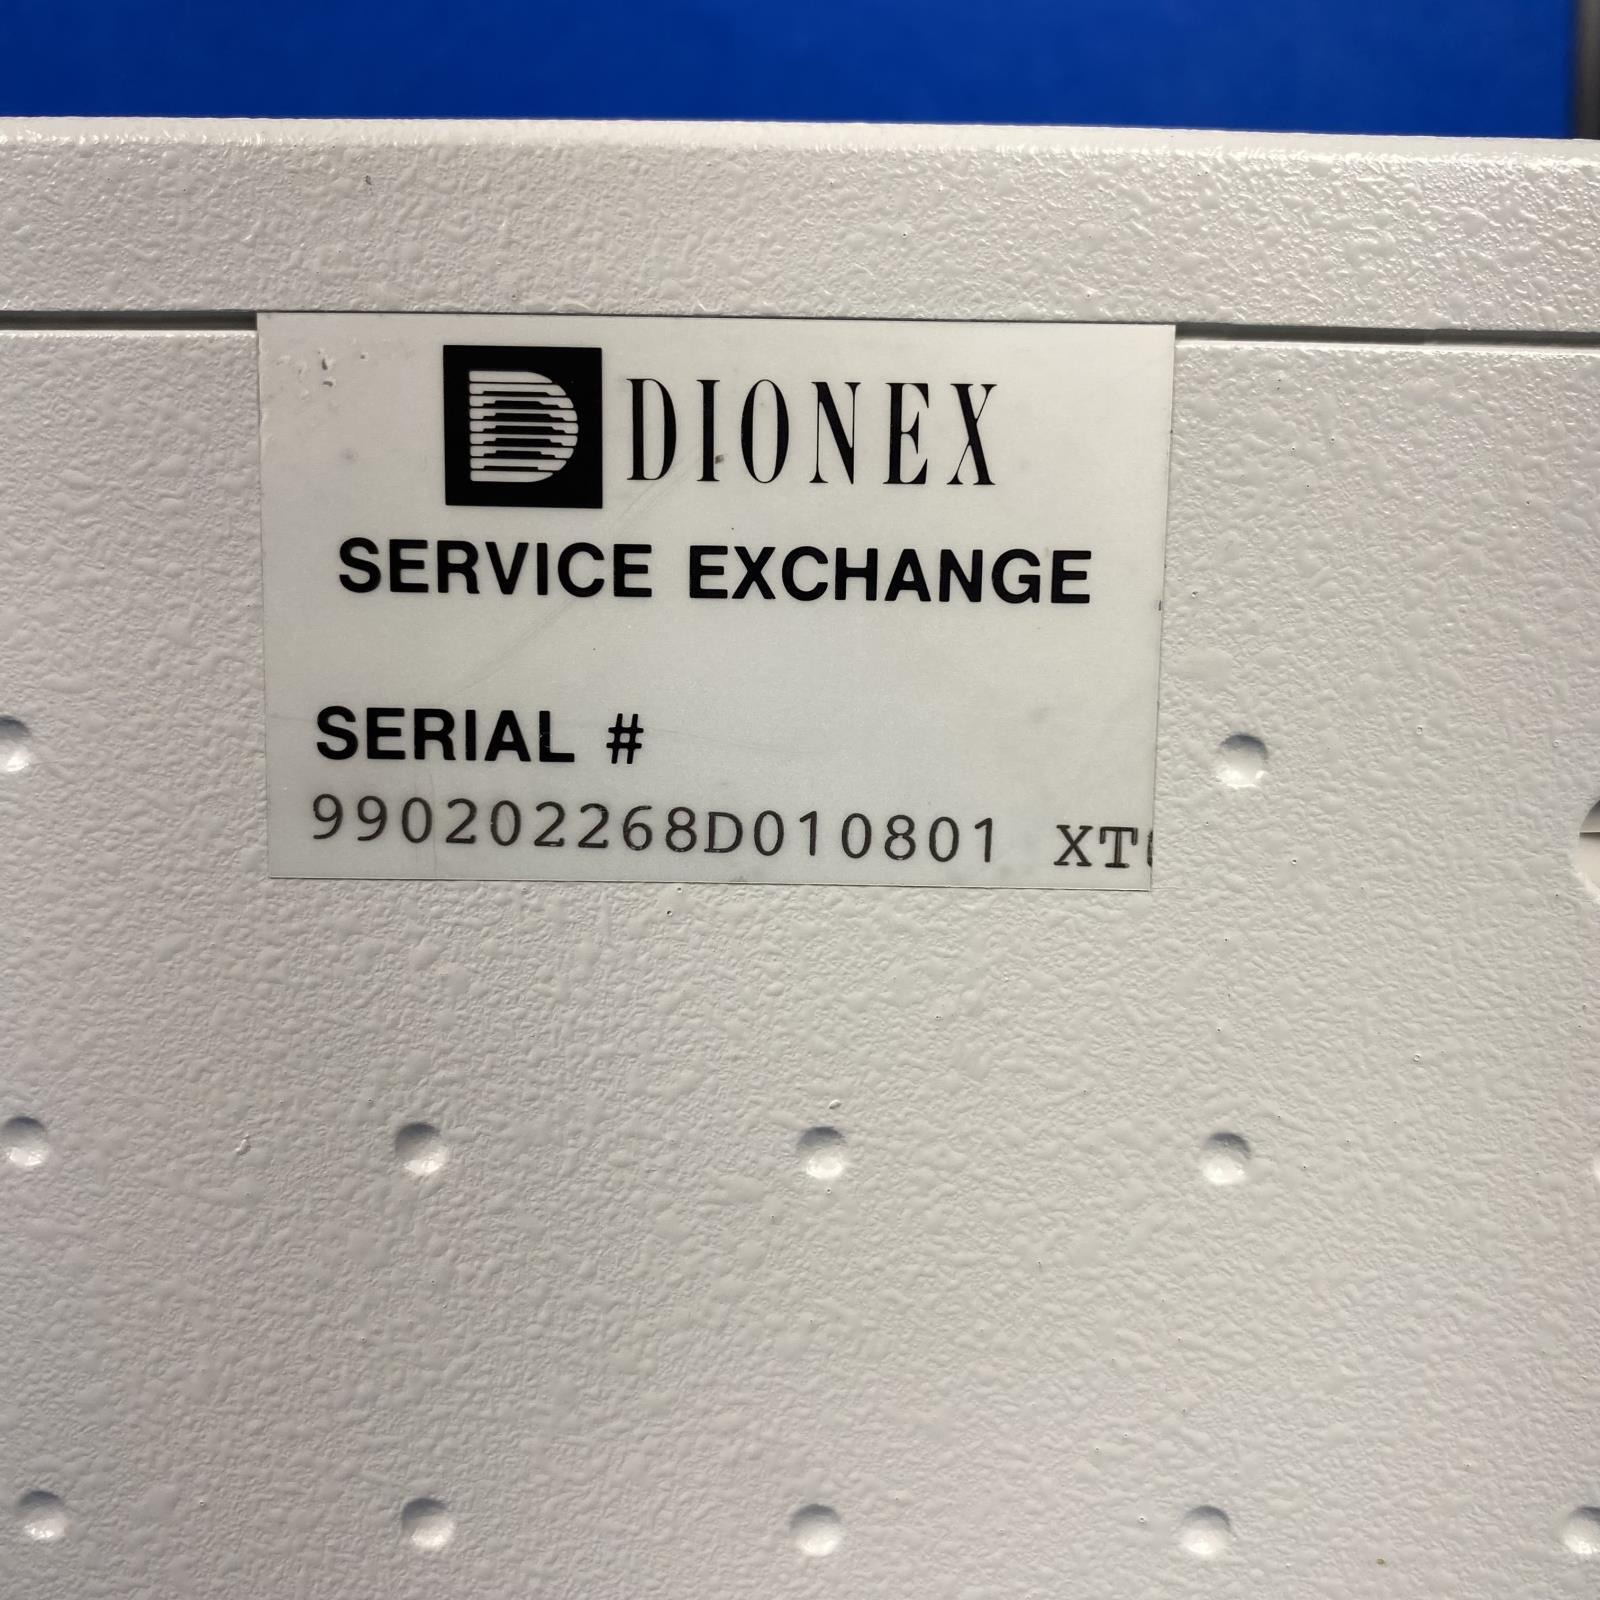 DIONEX
SERVICE EXCHANGE
SERIAL #
990202268D010801 XT